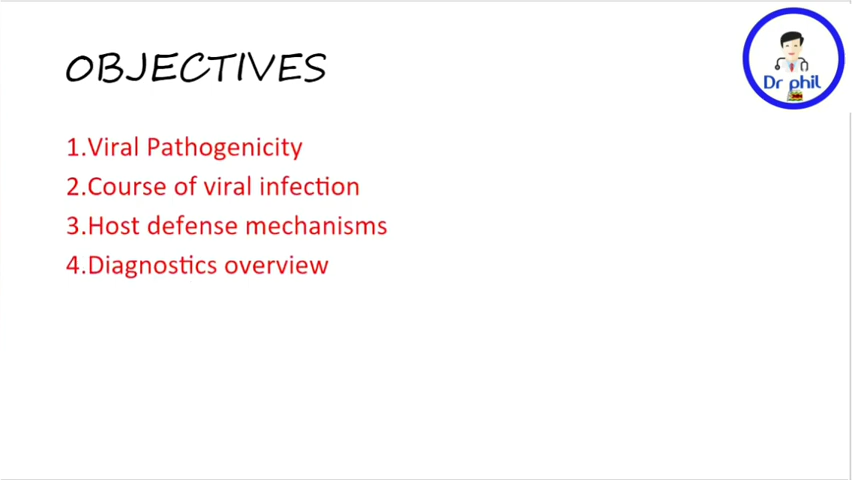 OBJECTIVES
Dr phil
1.Viral Pathogenicity
2.Course of viral infection
3.Host defense mechanisms
4.Diagnostics overview